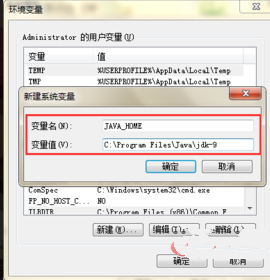 环境变量
Administrator 的用户变量(U)
变量 值
TEMP %USERPROFILE%\AppData\Local\Temp
TMP %USERPROFILE%\AppData\Local\Temp
新建系统变量
变量名(N): JAVA_HOME
变量值(V): C:\Program Files\Java\jdk-9
确定 取消
ComSpec C:\Windows\system32\cmd.exe
FP_NO_HOST_C... NO
C:\Program Files (x86)\Common F
新建(W)... 编辑(I)... 删除(L)
确定 取消